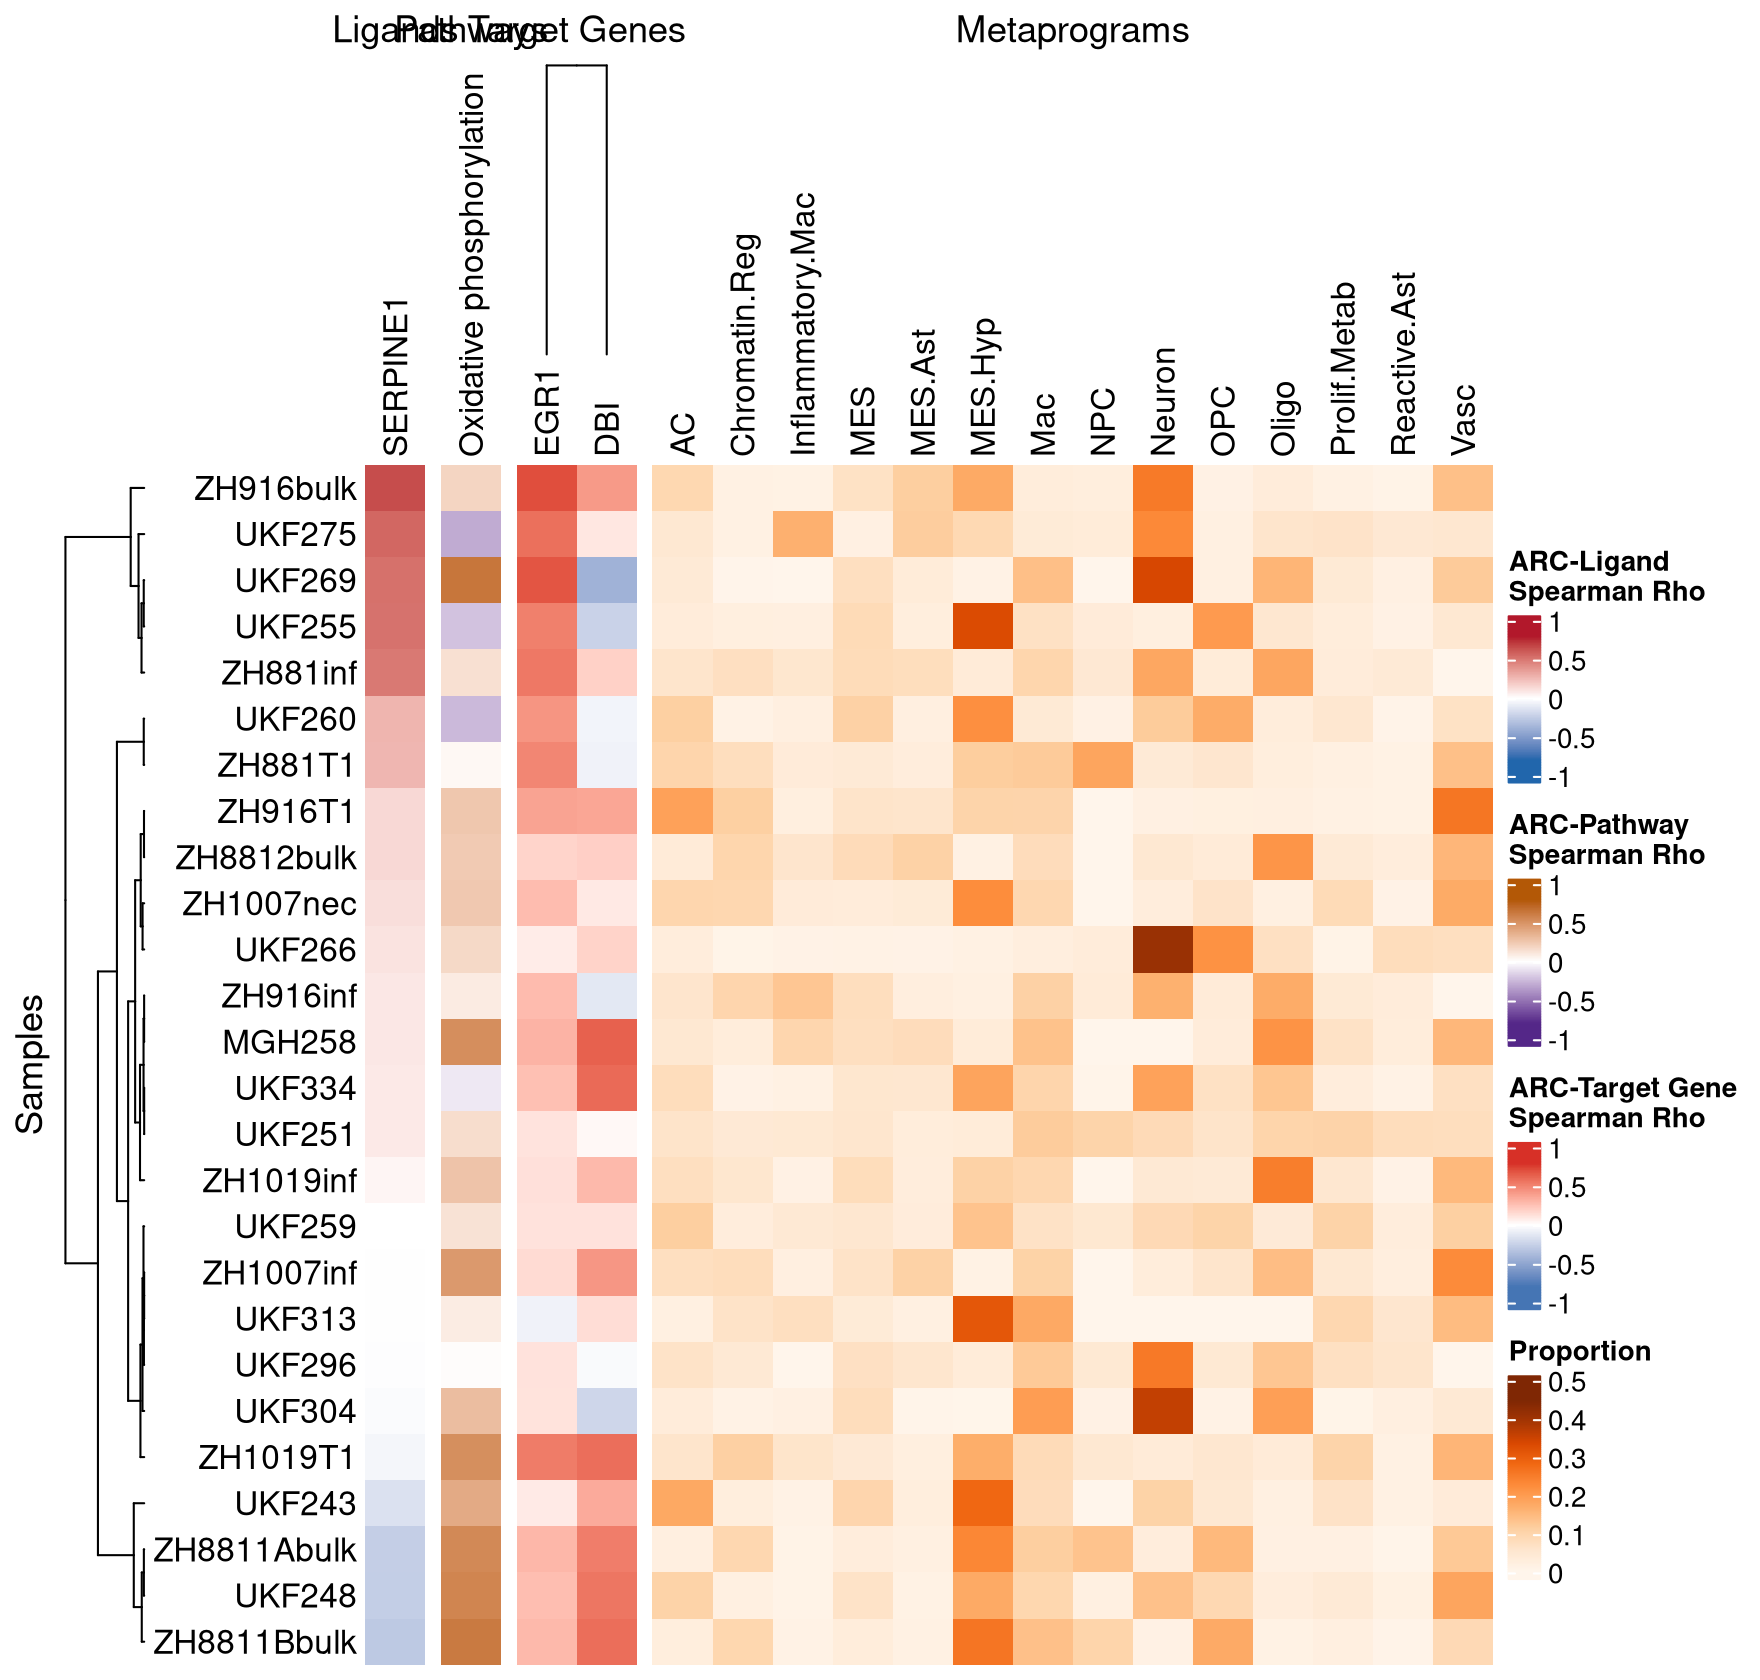 Ligands
Pathways
Target Genes
Metaprograms
SERPINE1
Oxidative phosphorylation
EGR1
DBI
AC
Chromatin.Reg
Inflammatory.Mac
MES
MES.Ast
MES.Hyp
Mac
NPC
Neuron
OPC
Oligo
Prolif.Metab
Reactive.Ast
Vasc
Samples
ZH916bulk
UKF275
UKF269
UKF255
ZH881inf
UKF260
ZH881T1
ZH916T1
ZH8812bulk
ZH1007nec
UKF266
ZH916inf
MGH258
UKF334
UKF251
ZH1019inf
UKF259
ZH1007inf
UKF313
UKF296
UKF304
ZH1019T1
UKF243
ZH8811Abulk
UKF248
ZH8811Bbulk
ARC-Ligand
Spearman Rho
1
0.5
0
-0.5
-1
ARC-Pathway
Spearman Rho
1
0.5
0
-0.5
-1
ARC-Target Gene
Spearman Rho
1
0.5
0
-0.5
-1
Proportion
0.5
0.4
0.3
0.2
0.1
0